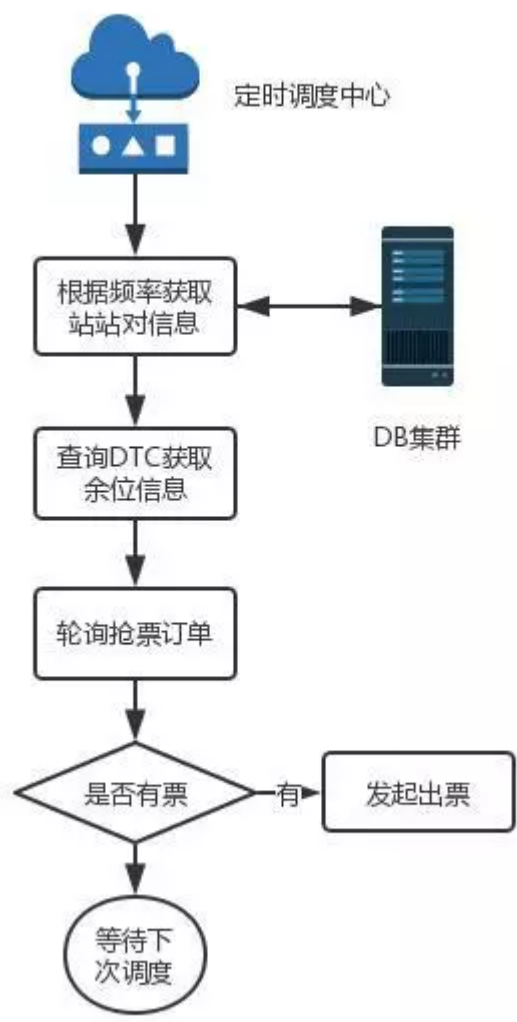 定时调度中心
根据频率获取
站站对信息
DB集群
查询DTC获取
余位信息
轮询抢票订单
是否有票
有
发起出票
等待下
次调度